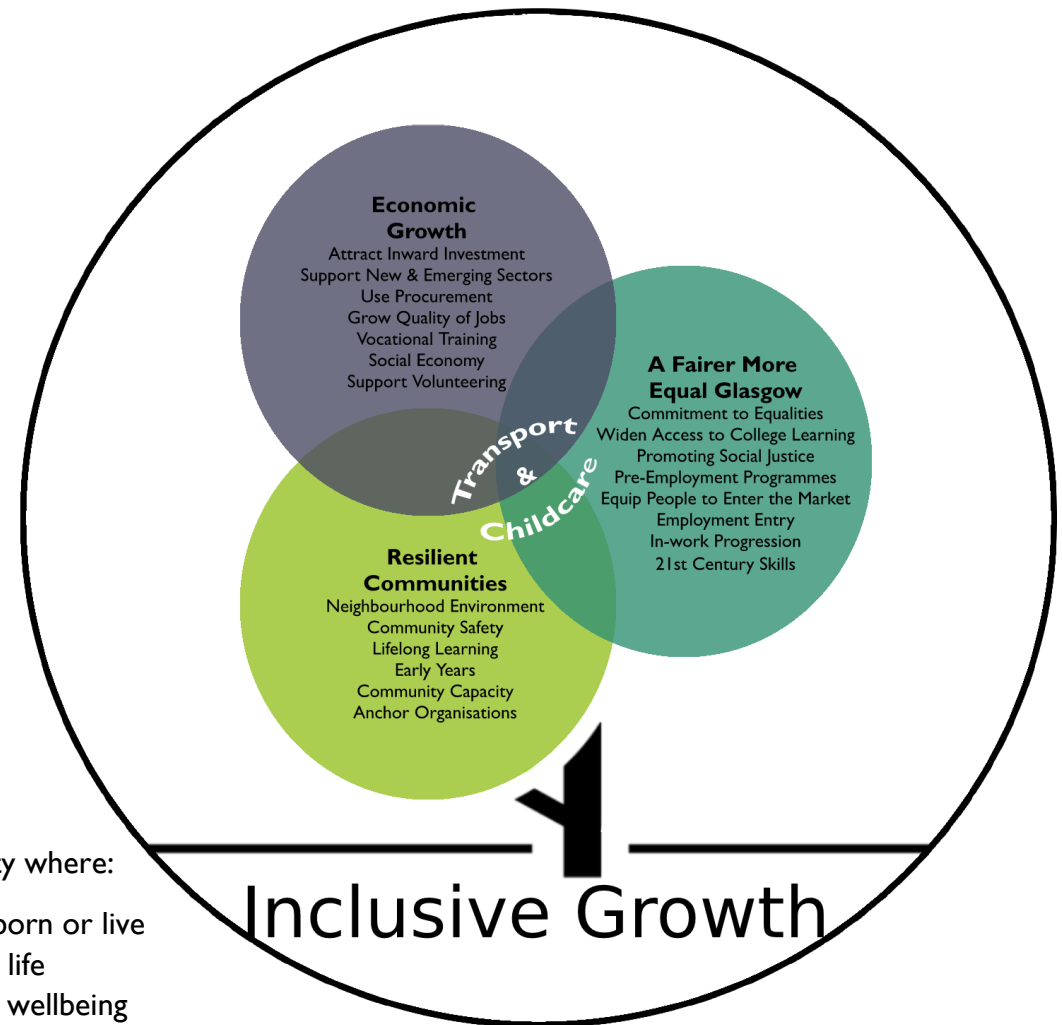 Economic
Growth
Attract Inward Investment
Support New & Emerging Sectors
Use Procurement
Grow Quality of Jobs
Vocational Training
Social Economy
Support Volunteering
A Fairer More
Equal Glasgow
Commitment to Equalities
Widen Access to College Learning
Promoting Social Justice
Pre-Employment Programmes
Equip People to Enter the Market
Employment Entry
In-work Progression
21st Century Skills
Transport
&
Childcare
Resilient
Communities
Neighbourhood Environment
Community Safety
Lifelong Learning
Early Years
Community Capacity
Anchor Organisations
where:
born or live
life
wellbeing
Inclusive Growth